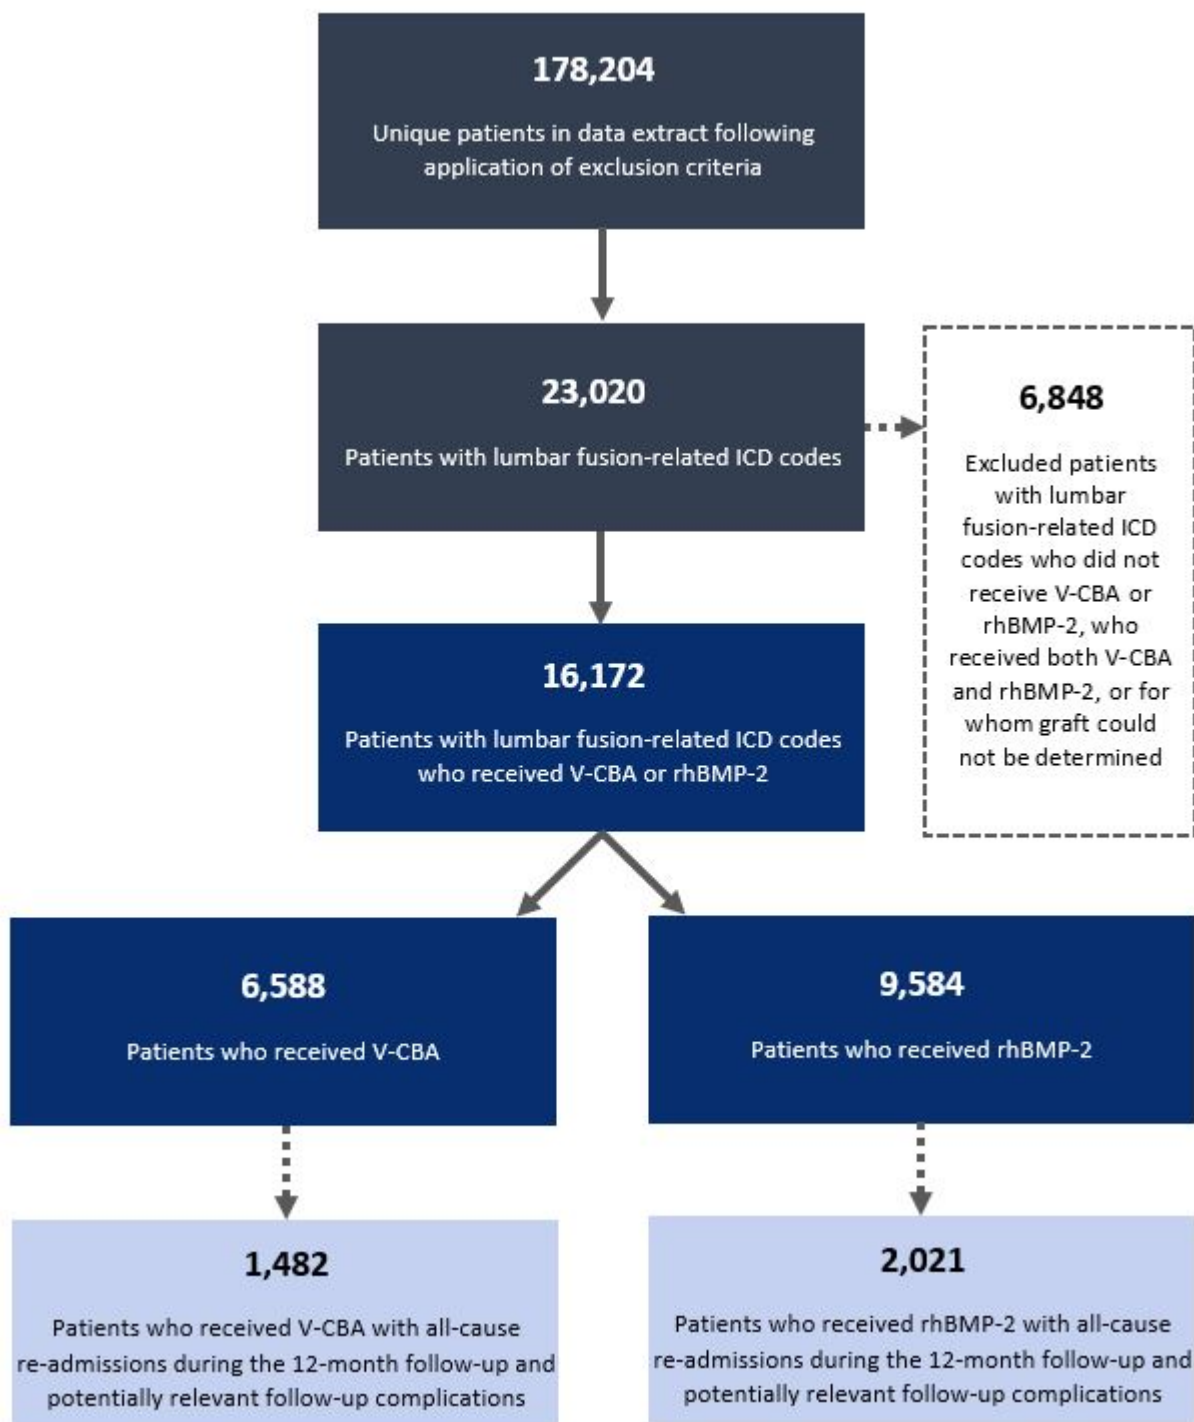 178,204
Unique patients in data extract following
application of exclusion criteria
23,020
Patients with lumbar fusion-related ICD codes
6,848
Excluded patients
with lumbar
fusion-related ICD
codes who did not
receive V-CBA or
rhBMP-2, who
received both V-CBA
and rhBMP-2, or for
whom graft could
not be determined
16,172
Patients with lumbar fusion-related ICD codes
who received V-CBA or rhBMP-2
6,588
Patients who received V-CBA
9,584
Patients who received rhBMP-2
1,482
Patients who received V-CBA with all-cause
re-admissions during the 12-month follow-up and
potentially relevant follow-up complications
2,021
Patients who received rhBMP-2 with all-cause
re-admissions during the 12-month follow-up and
potentially relevant follow-up complications